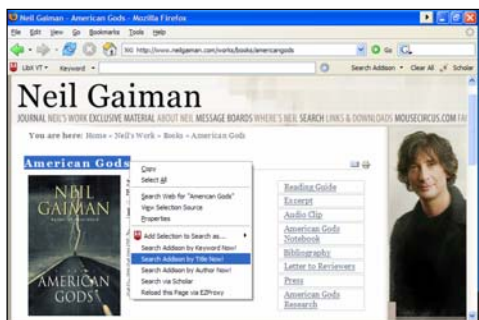 Neil Gaiman - American Gods - Mozilla Firefox
File Edit View Go Bookmarks Tools Help
http://www.neilgaiman.com/works/books/americangods
Go
LibX VT Keyword Search Addison Clear All Scholar
Neil Gaiman
JOURNAL NEIL'S WORK EXCLUSIVE MATERIAL ABOUT NEIL MESSAGE BOARDS WHERE'S NEIL SEARCH LINKS & DOWNLOADS MOUSECIRCUS.COM
You are here: Home » Neil's Work » Books » American Gods
American Gods
Copy
Select All
Search Web for "American Gods"
View Selection Source
Properties
Add Selection to Search as...
Search Addison by Keyword Now!
Search Addison by Title Now!
Search Addison by Author Now!
Search via Scholar
Reload this Page via EZProxy
NEIL
GAIMAN
AMERICAN
GODS
Reading Guide
Excerpt
Audio Clip
American Gods
Notebook
Bibliography
Letter to Reviewers
Press
American Gods
Research